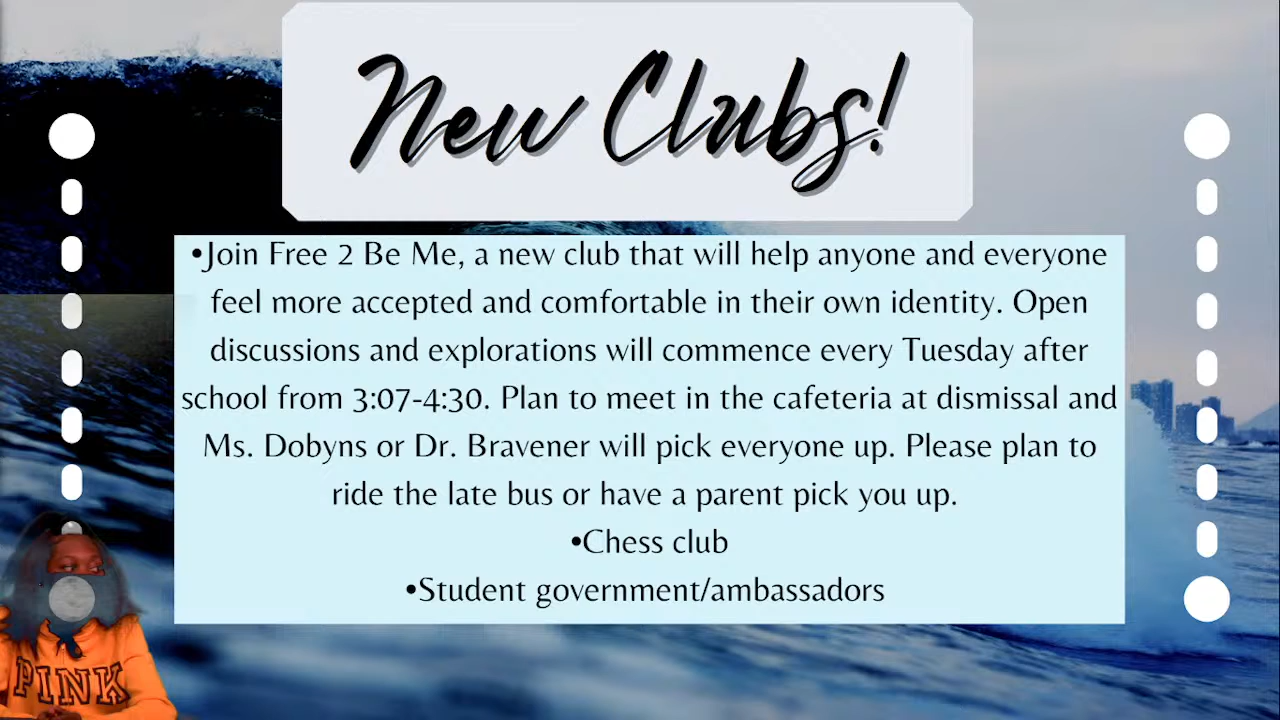 New Clubs!
•Join Free 2 Be Me, a new club that will help anyone and everyone
feel more accepted and comfortable in their own identity. Open
discussions and explorations will commence every Tuesday after
school from 3:07-4:30. Plan to meet in the cafeteria at dismissal and
Ms. Dobyns or Dr. Bravener will pick everyone up. Please plan to
ride the late bus or have a parent pick you up.
•Chess club
•Student government/ambassadors
PINK